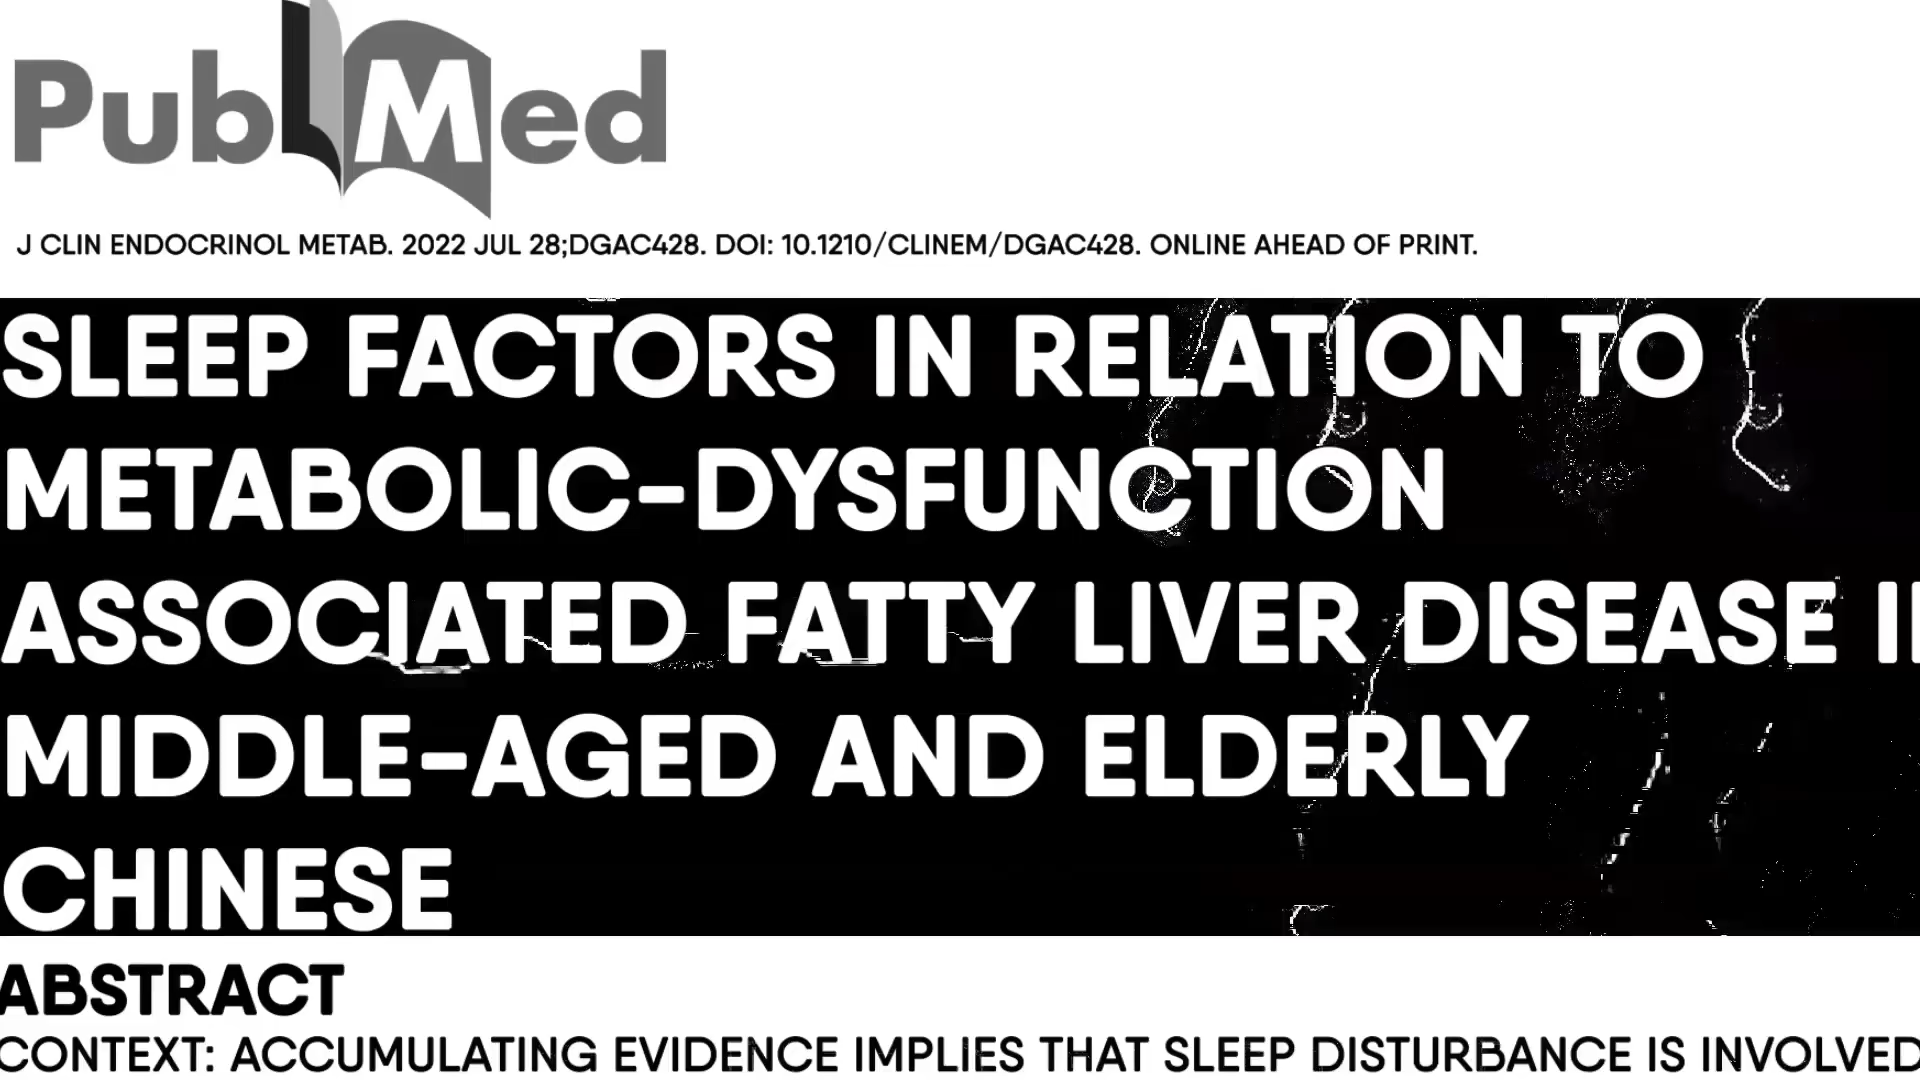 PubMed
J CLIN ENDOCRINOL METAB. 2022 JUL 28;DGAC428. DOI: 10.1210/CLINEM/DGAC428. ONLINE AHEAD OF PRINT.
SLEEP FACTORS IN RELATION TO
METABOLIC-DYSFUNCTION
ASSOCIATED FATTY LIVER DISEASE
MIDDLE-AGED AND ELDERLY
CHINESE
ABSTRACT
CONTEXT: ACCUMULATING EVIDENCE IMPLIES THAT SLEEP DISTURBANCE IS INVOLVED